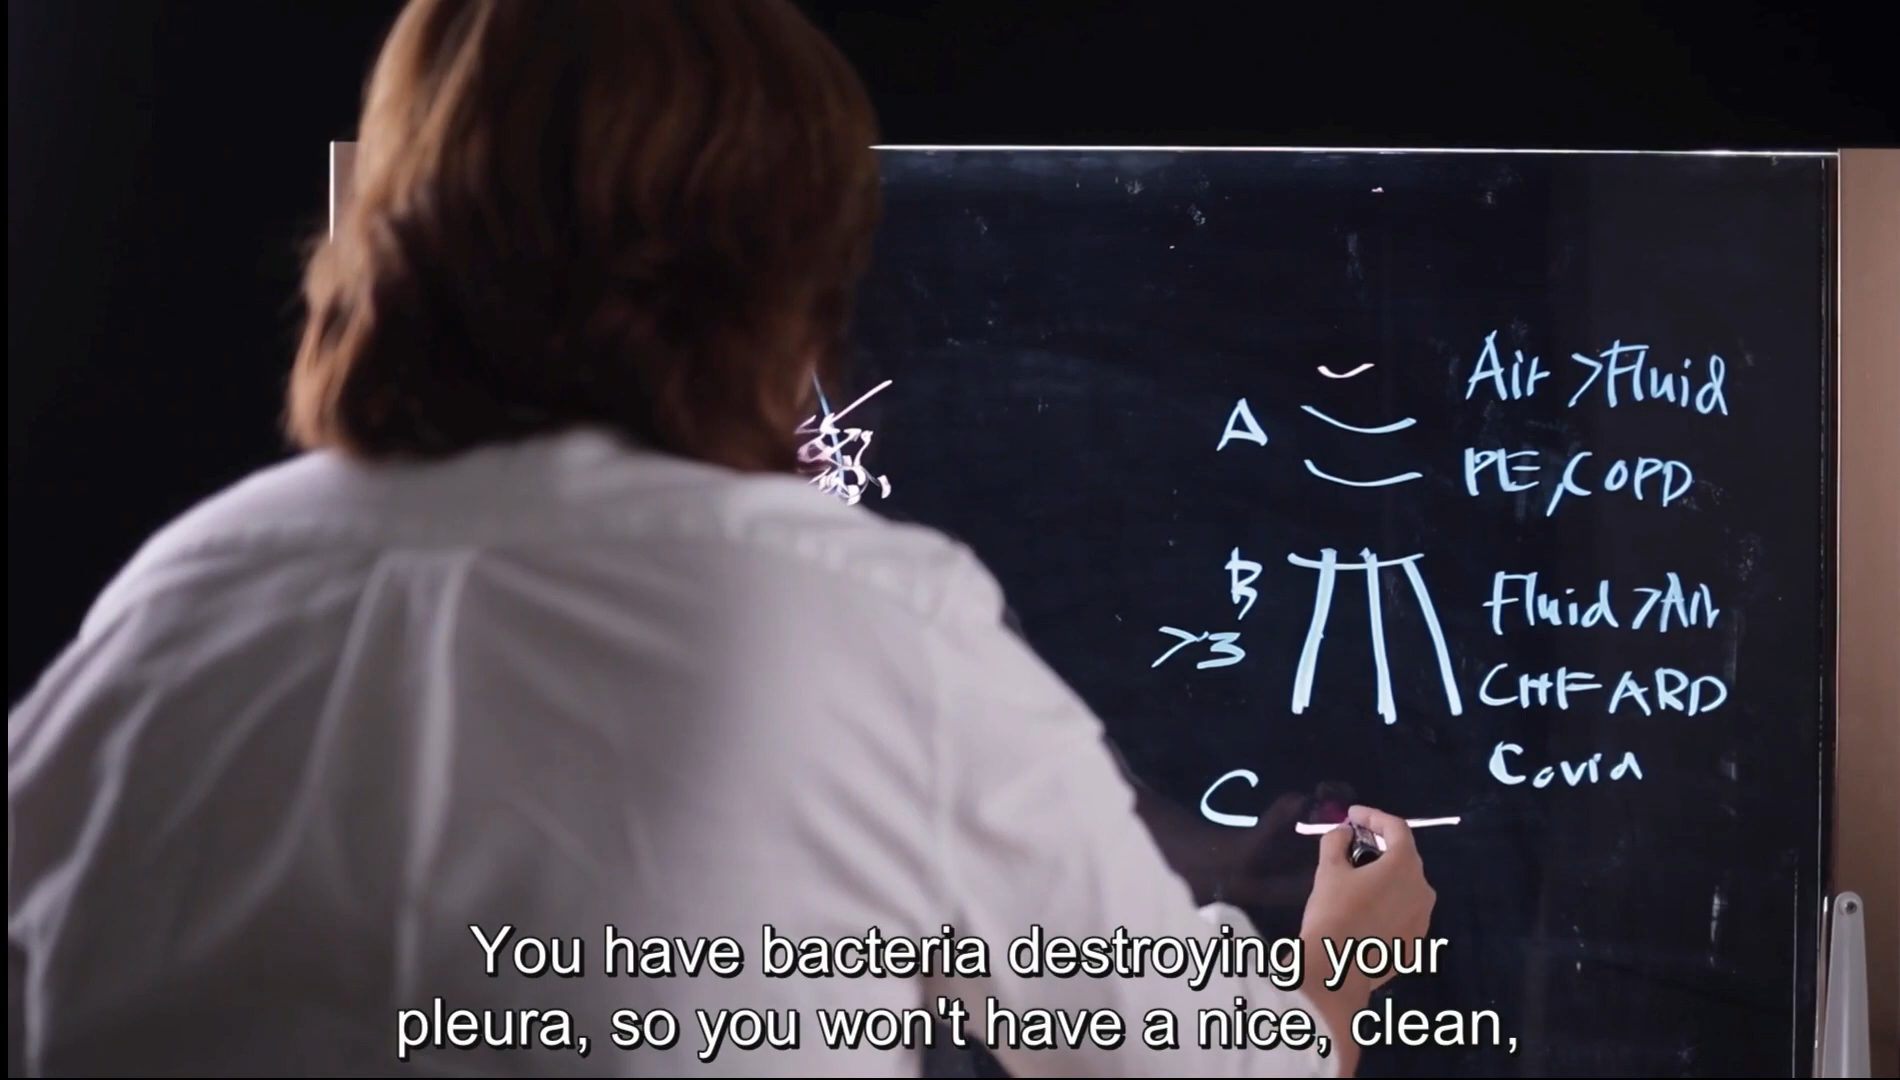 A
Air >Fluid
PE, COPD
B
>3
Fluid >Air
CHF ARD
Covid
C
You have bacteria destroying your
pleura, so you won't have a nice, clean,